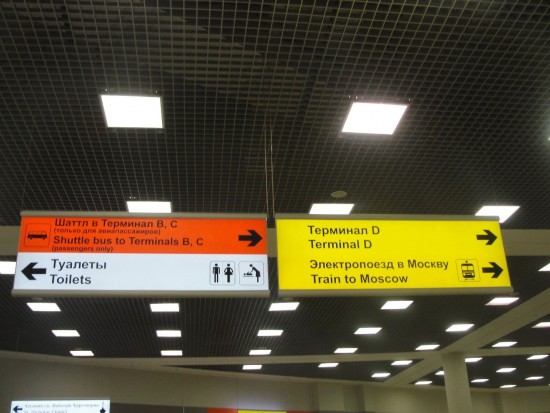 Шаттл в Терминал В, С
(только для авиапассажиров)
Shuttle bus to Terminals B, C
(passengers only)
Туалеты
Toilets
Терминал D
Terminal D
Электропоезд в Москву
Train to Moscow